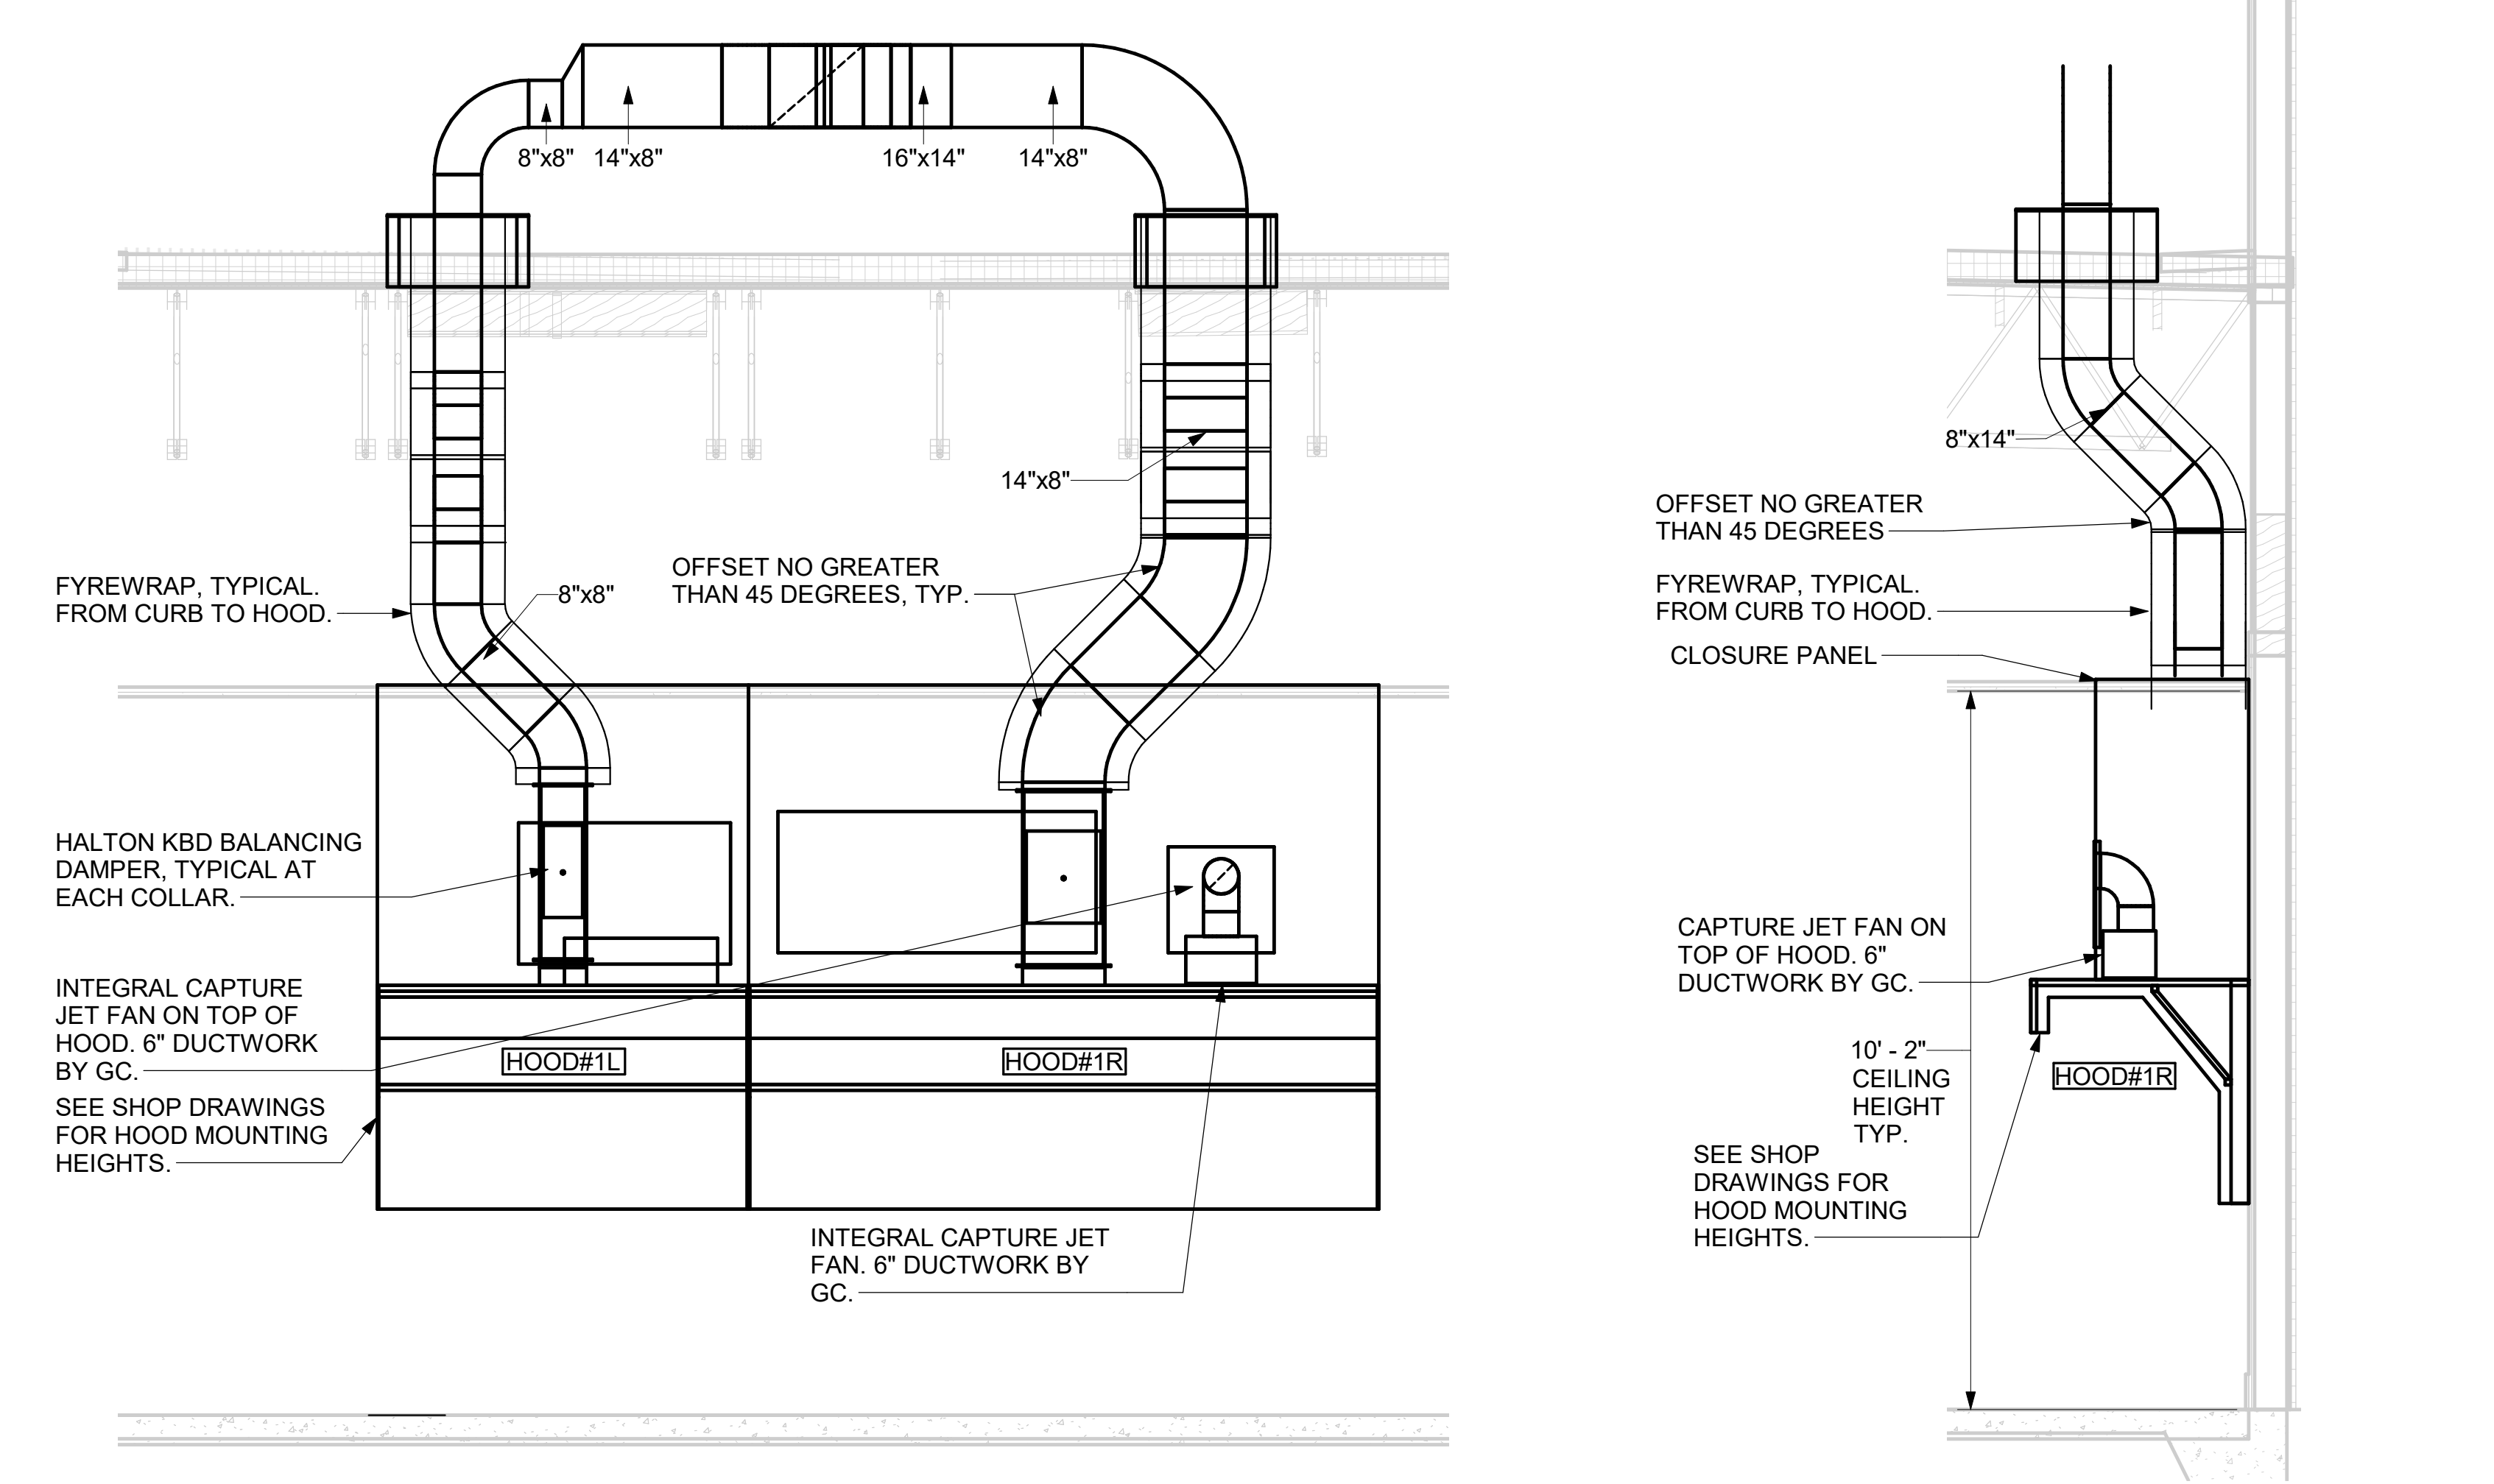 8"x8"
14"x8"
16"x14"
14"x8"
14"x8"
OFFSET NO GREATER
THAN 45 DEGREES, TYP.
8"x8"
FYREWRAP, TYPICAL.
FROM CURB TO HOOD.
HALTON KBD BALANCING
DAMPER, TYPICAL AT
EACH COLLAR.
INTEGRAL CAPTURE
JET FAN ON TOP OF
HOOD. 6" DUCTWORK
BY GC.
HOOD#1L
HOOD#1R
SEE SHOP DRAWINGS
FOR HOOD MOUNTING
HEIGHTS.
INTEGRAL CAPTURE JET
FAN. 6" DUCTWORK BY
GC.
8"x14"
OFFSET NO GREATER
THAN 45 DEGREES
FYREWRAP, TYPICAL.
FROM CURB TO HOOD.
CLOSURE PANEL
CAPTURE JET FAN ON
TOP OF HOOD. 6"
DUCTWORK BY GC.
10' - 2"
CEILING
HEIGHT
TYP.
HOOD#1R
SEE SHOP
DRAWINGS FOR
HOOD MOUNTING
HEIGHTS.